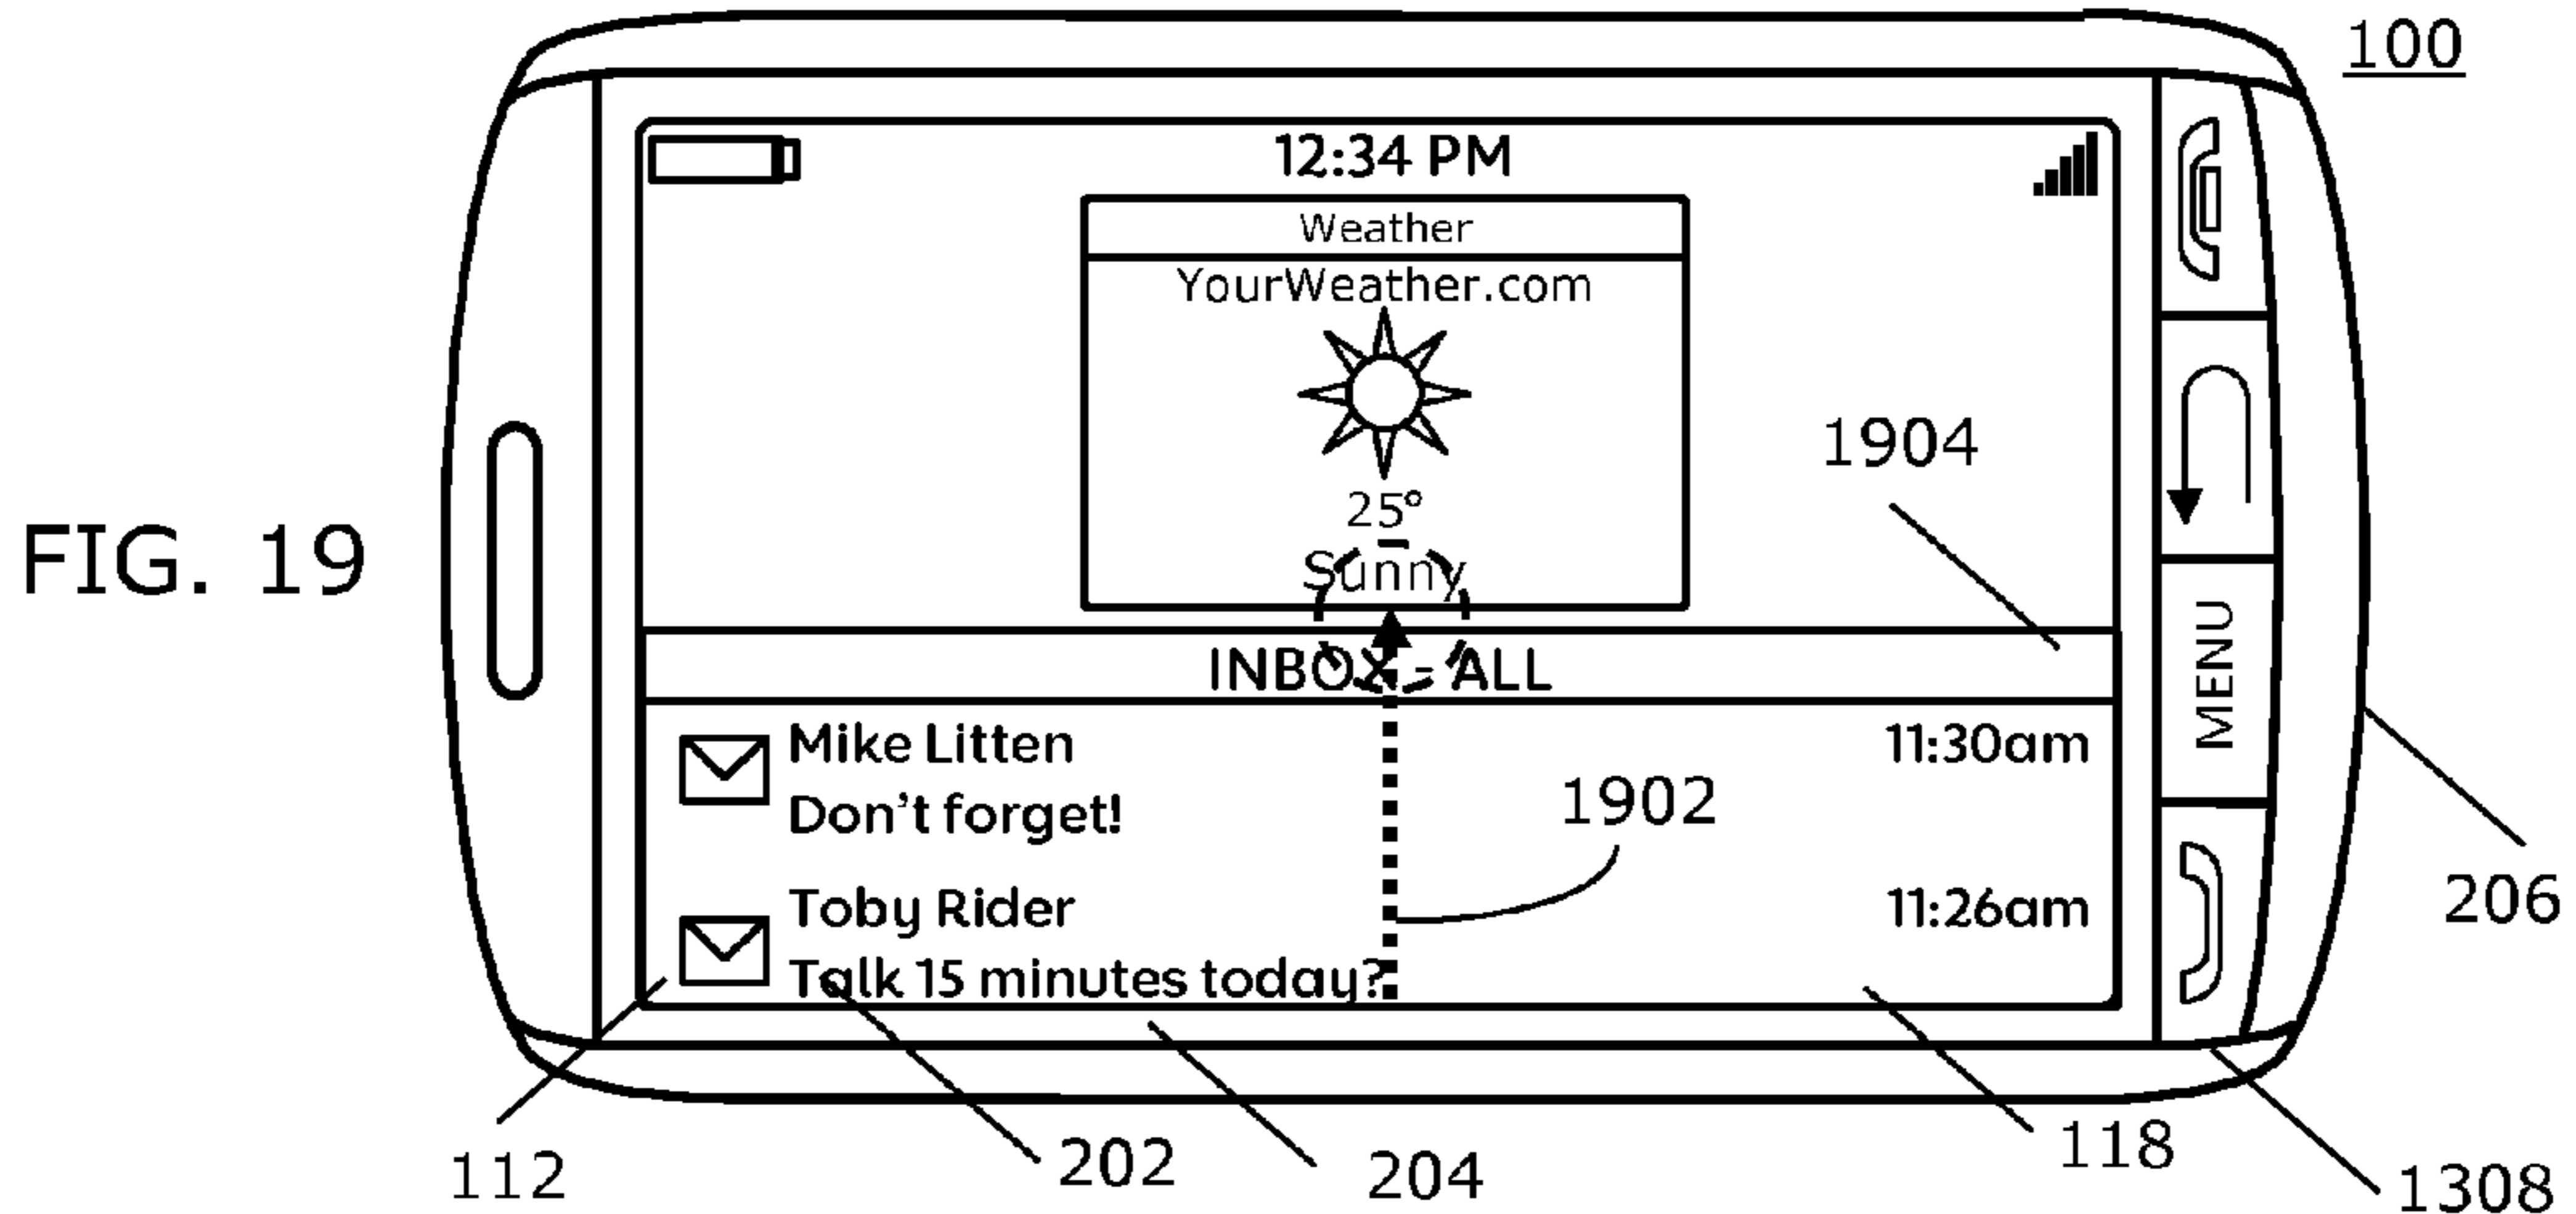 100
12:34 PM
Weather
YourWeather.com
25°
Sunny
1904
FIG. 19
INBOX - ALL
MENU
Mike Litten 11:30am
Don't forget!
1902
Toby Rider 11:26am
206
Talk 15 minutes today?
112
202
204
118
1308